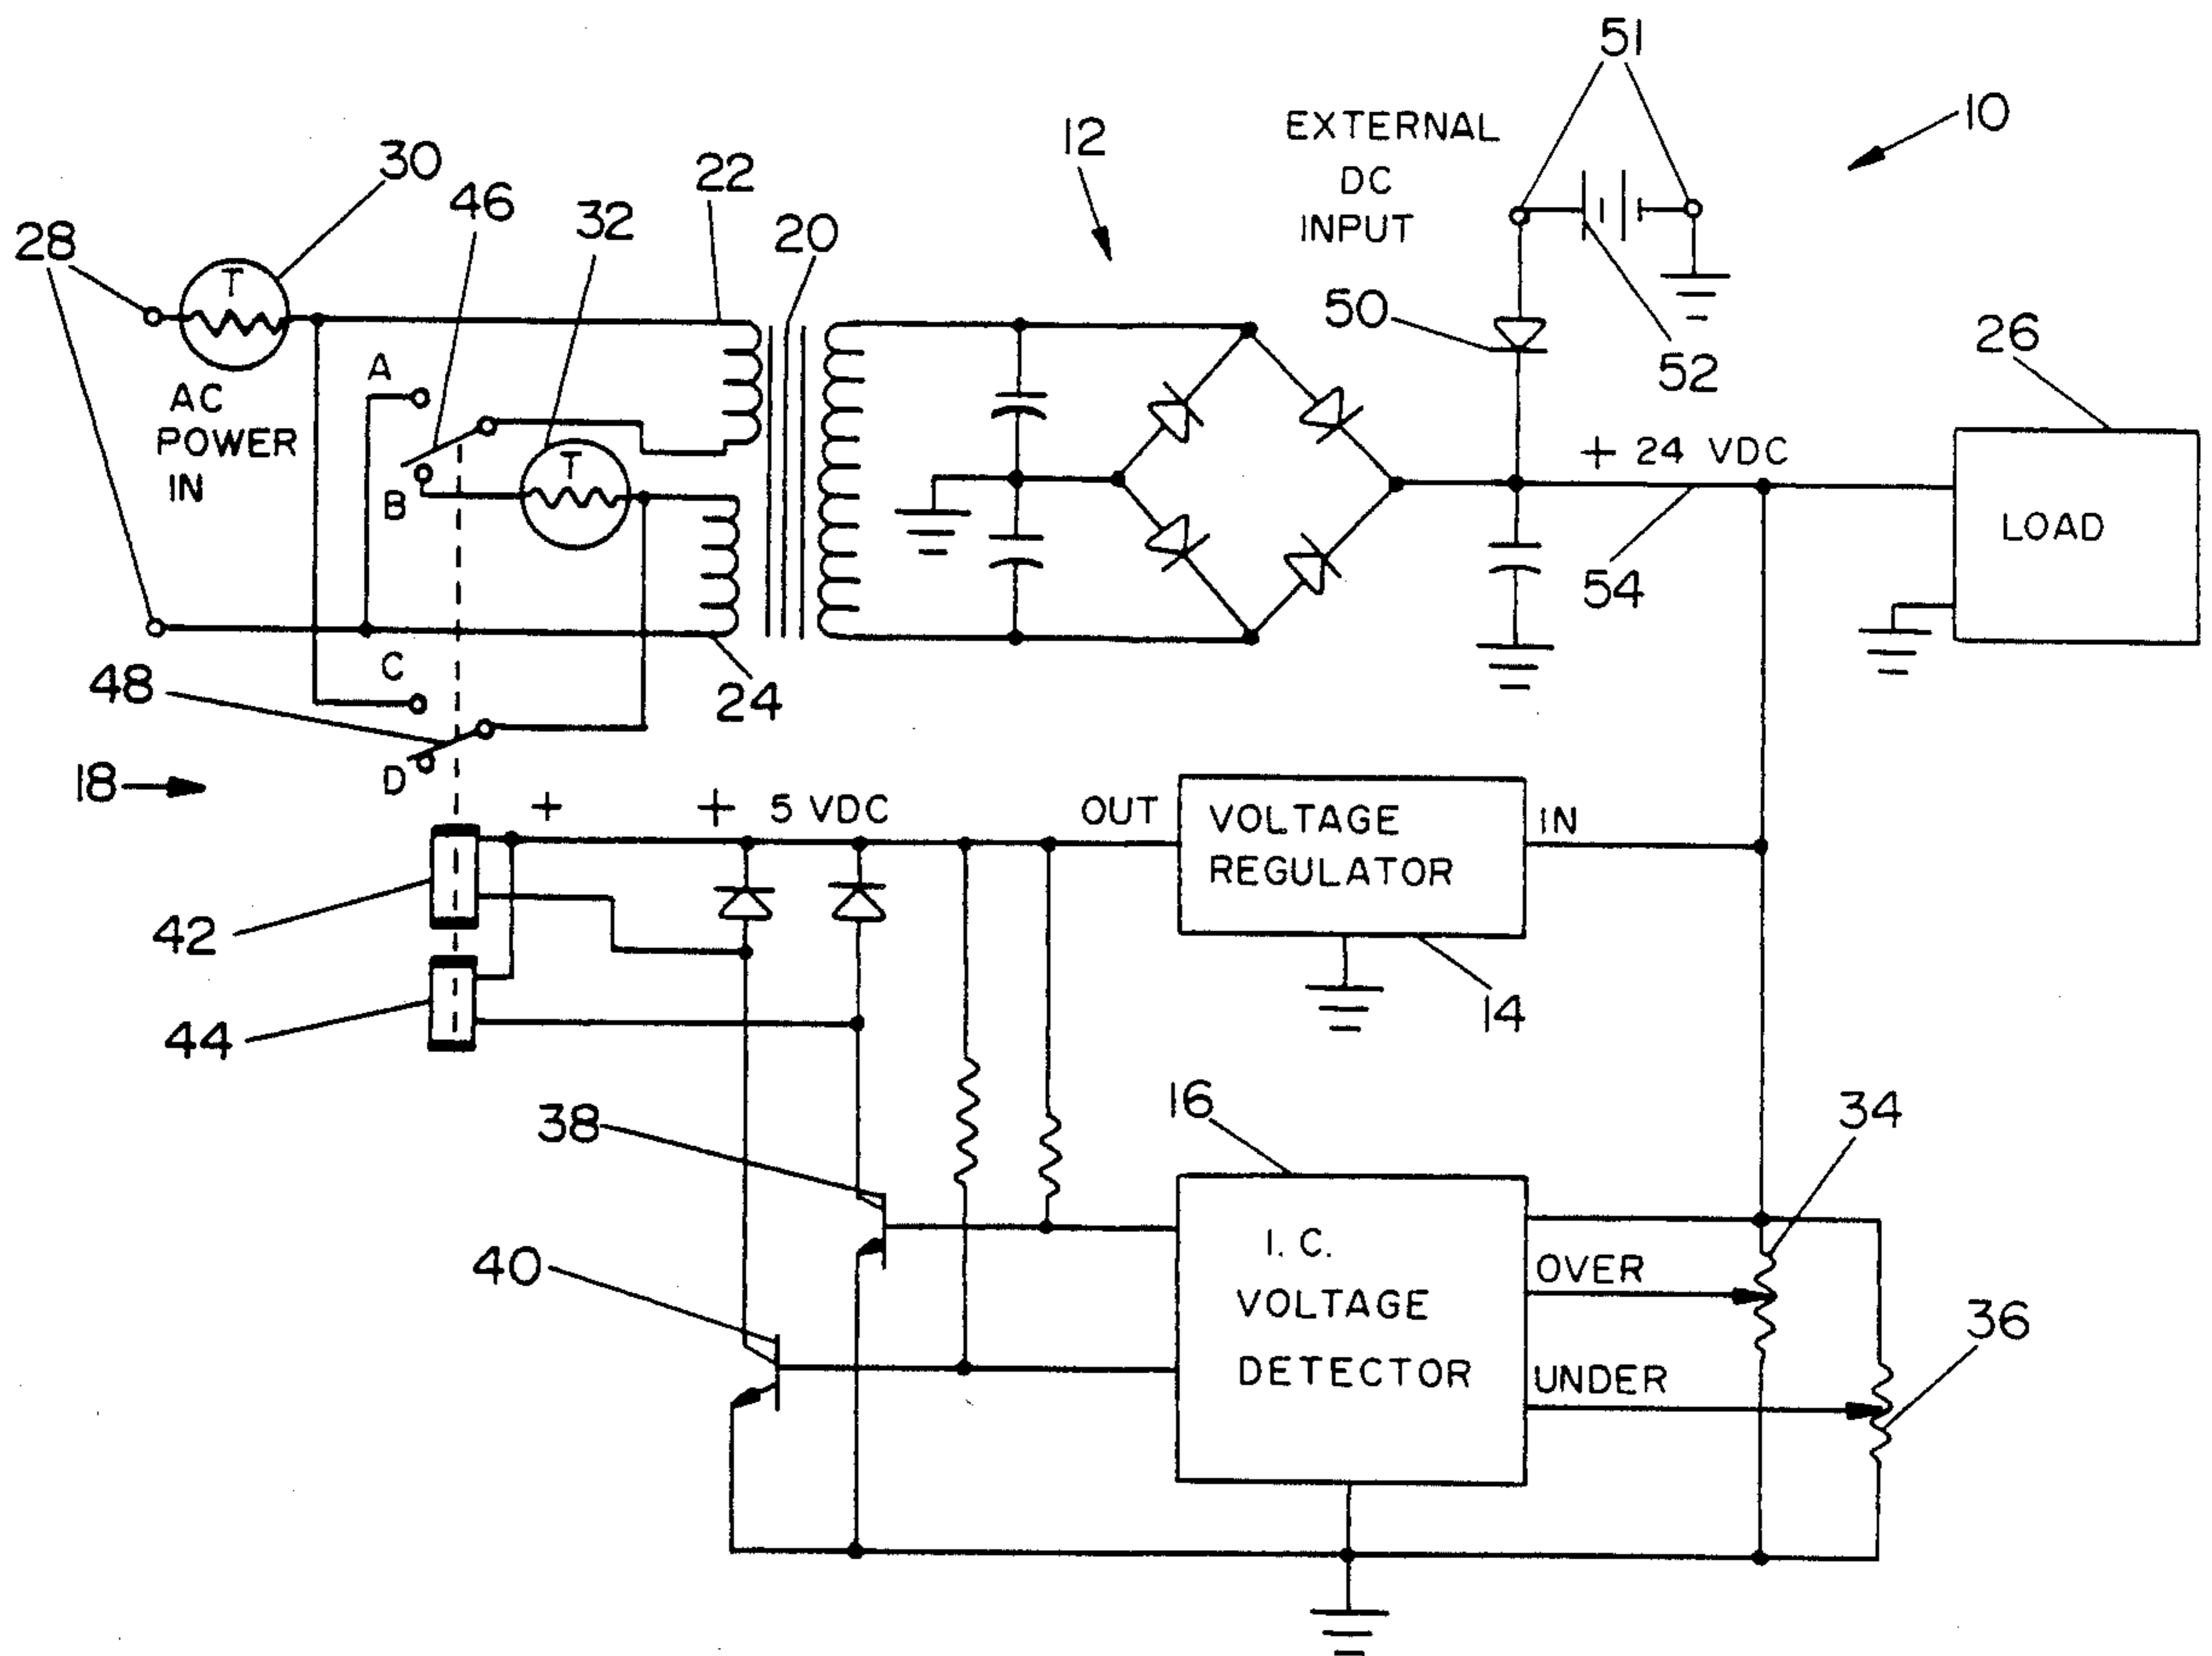 51
10
12
EXTERNAL
DC
INPUT
30
22
46
32
20
28
T
50
26
52
A
AC
POWER
IN
T
+ 24 VDC
B
LOAD
54
C
48
24
D
18
+
+ 5 VDC
OUT
VOLTAGE
REGULATOR
IN
42
14
44
16
34
38
I. C.
VOLTAGE
DETECTOR
OVER
40
36
UNDER